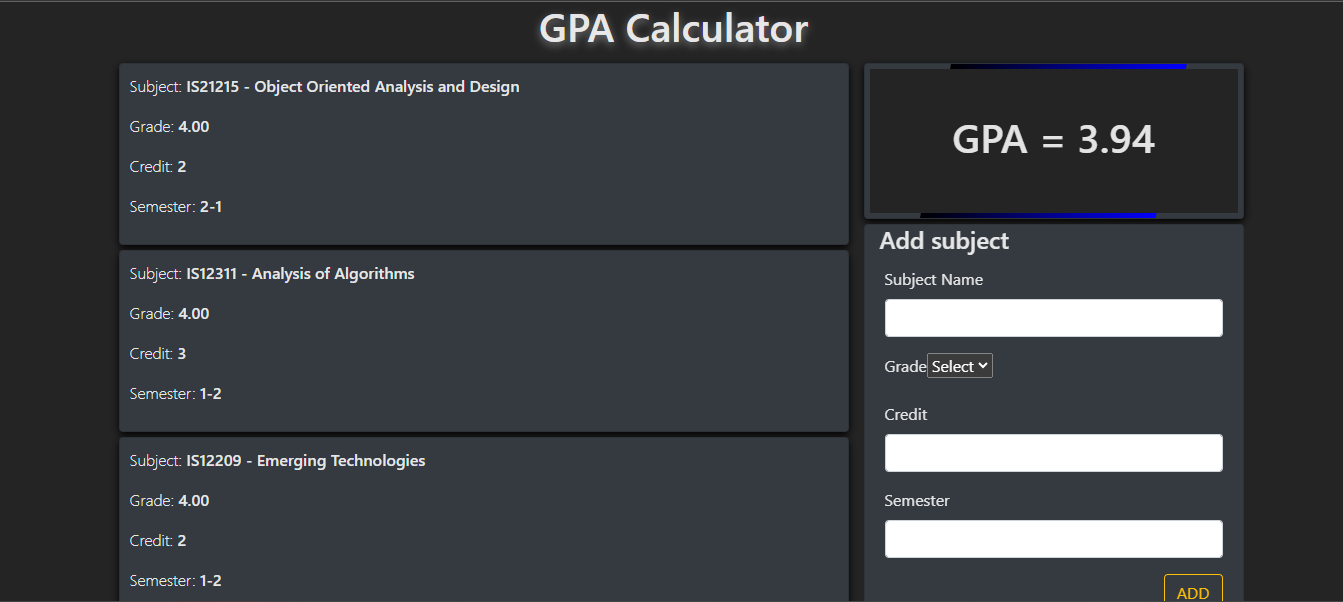 GPA Calculator
Subject: IS21215 - Object Oriented Analysis and Design
Grade: 4.00
Credit: 2
Semester: 2-1
Subject: IS12311 - Analysis of Algorithms
Grade: 4.00
Credit: 3
Semester: 1-2
Subject: IS12209 - Emerging Technologies
Grade: 4.00
Credit: 2
Semester: 1-2
GPA = 3.94
Add subject
Subject Name
Grade Select
Credit
Semester
ADD